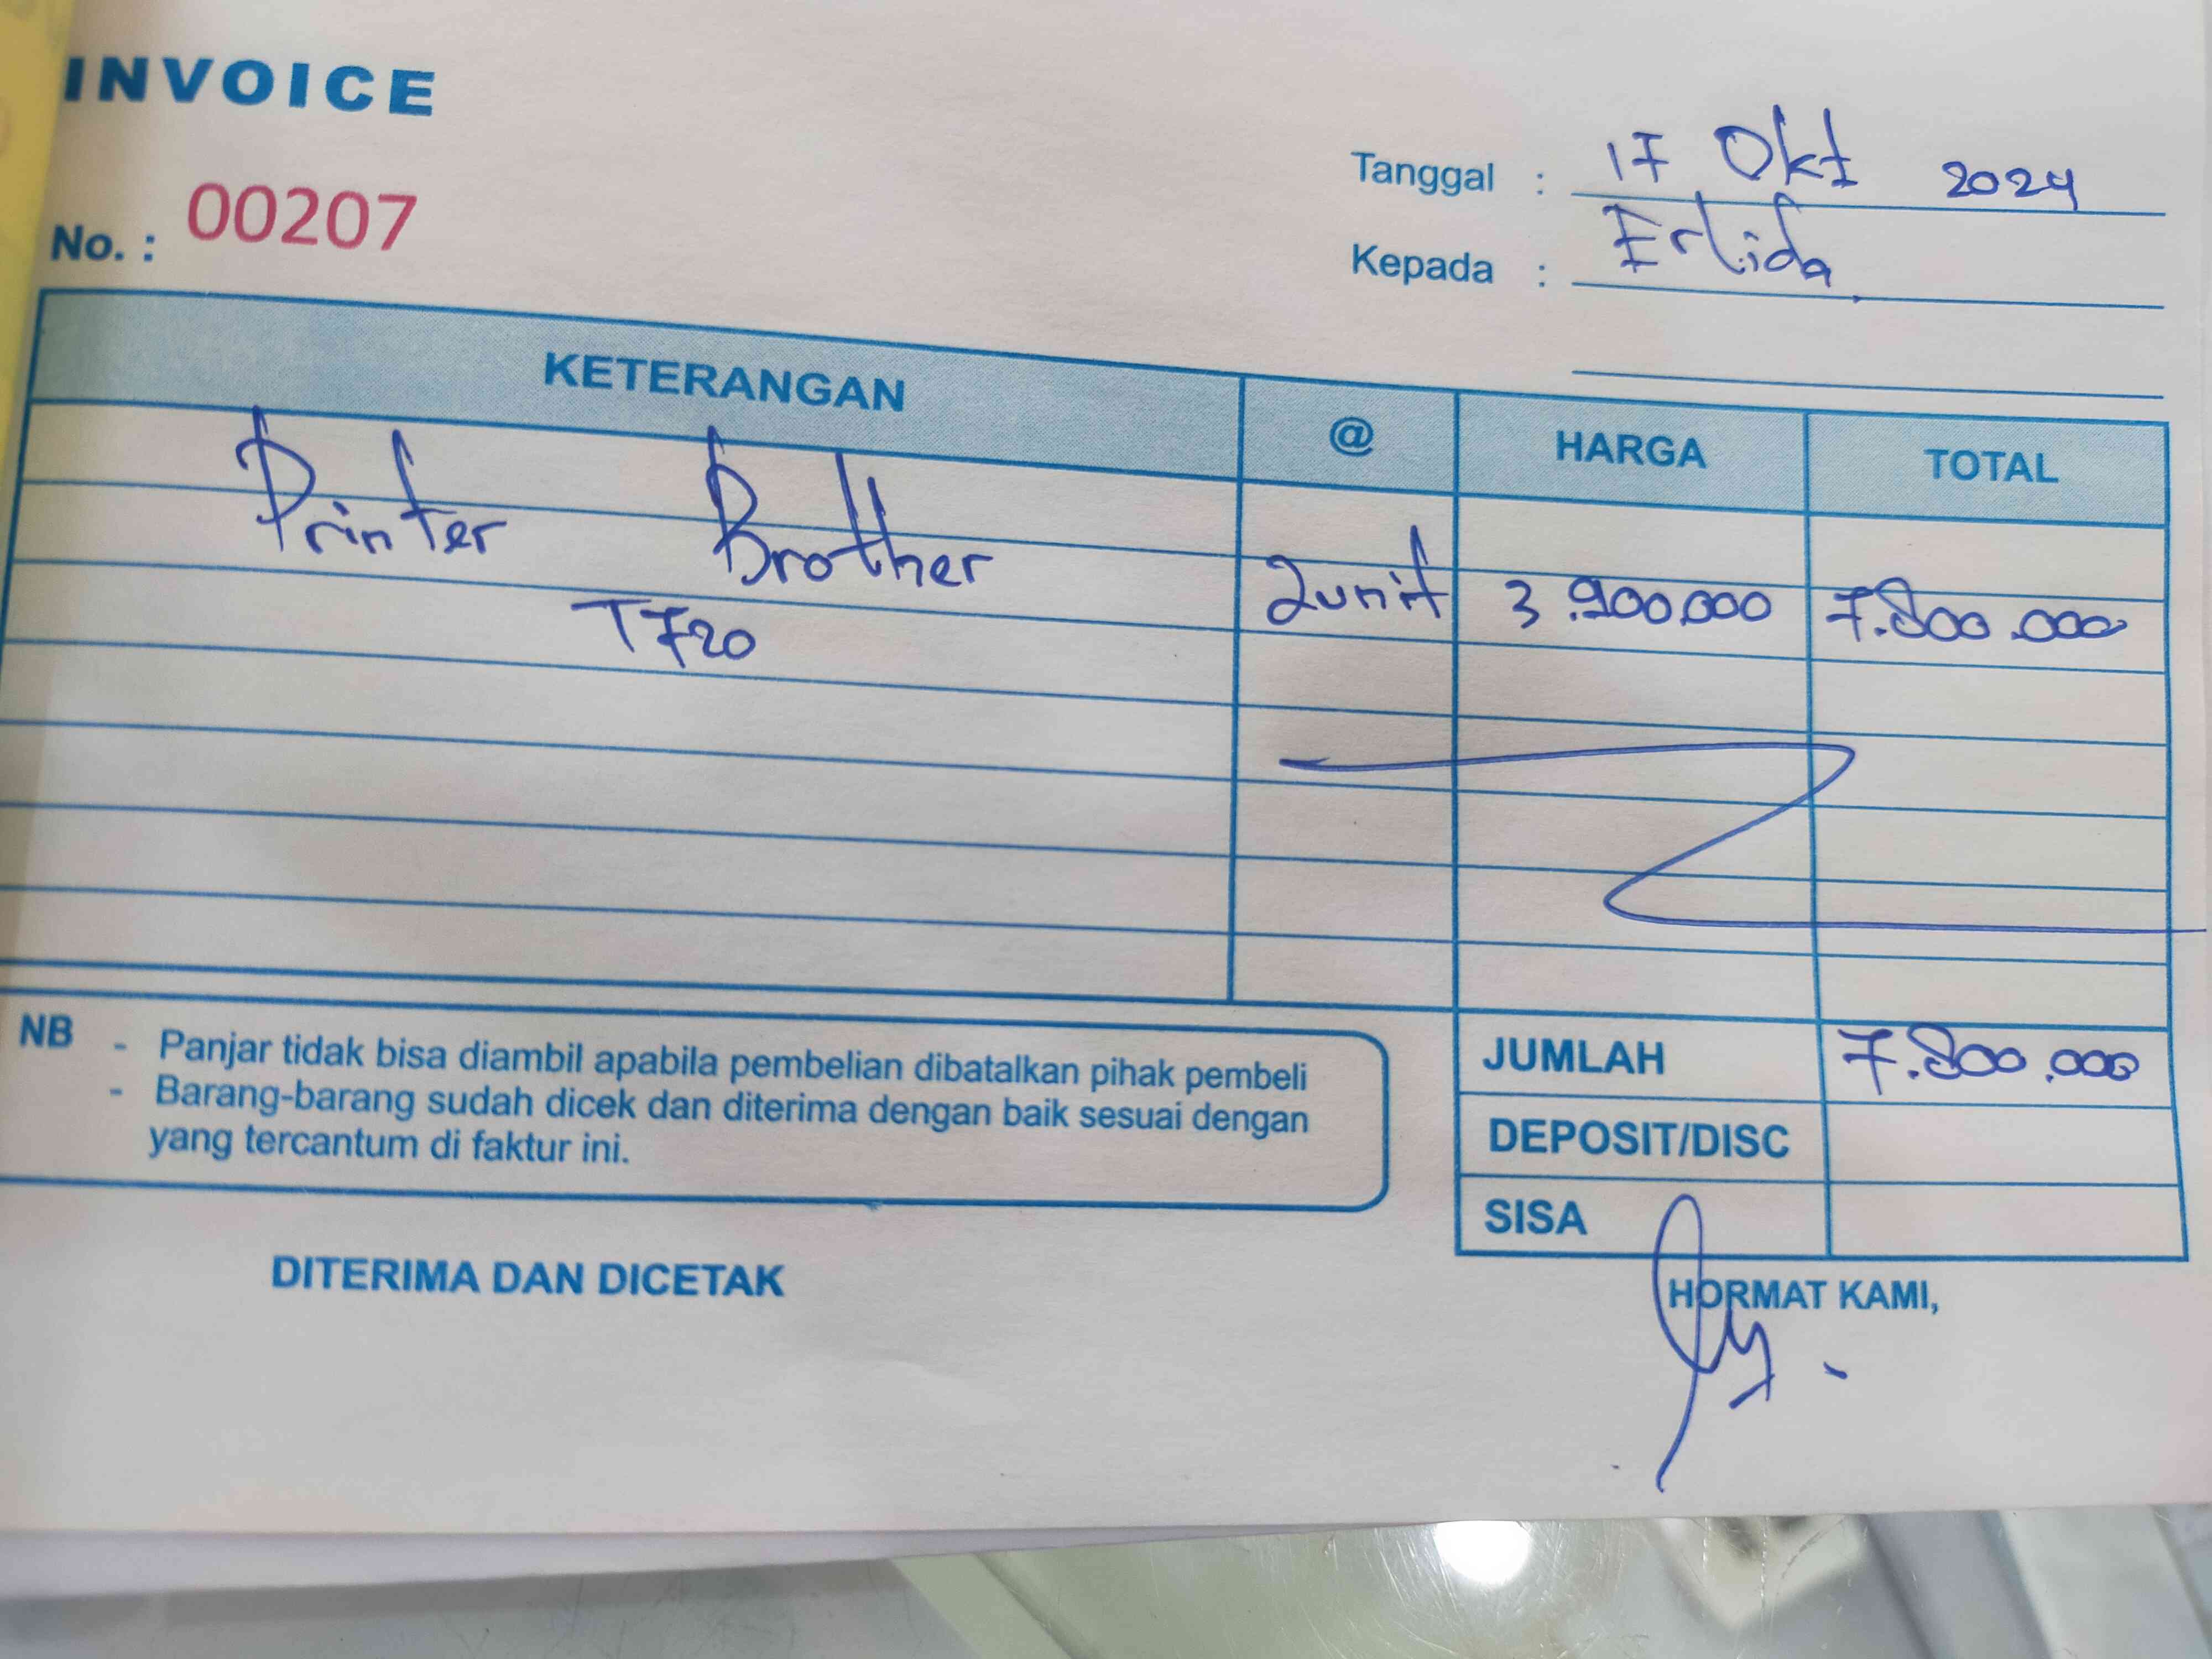 INVOICE
No. : 00207
Tanggal : 17 Okt 2024
Kepada : Erlida
KETERANGAN @ HARGA TOTAL
Printer Brother 2unit 3.900.000 7.800.000
T720
NB - Panjar tidak bisa diambil apabila pembelian dibatalkan pihak pembeli
- Barang-barang sudah dicek dan diterima dengan baik sesuai dengan
yang tercantum di faktur ini.
JUMLAH 7.800.000
DEPOSIT/DISC
SISA
DITERIMA DAN DICETAK
HORMAT KAMI,